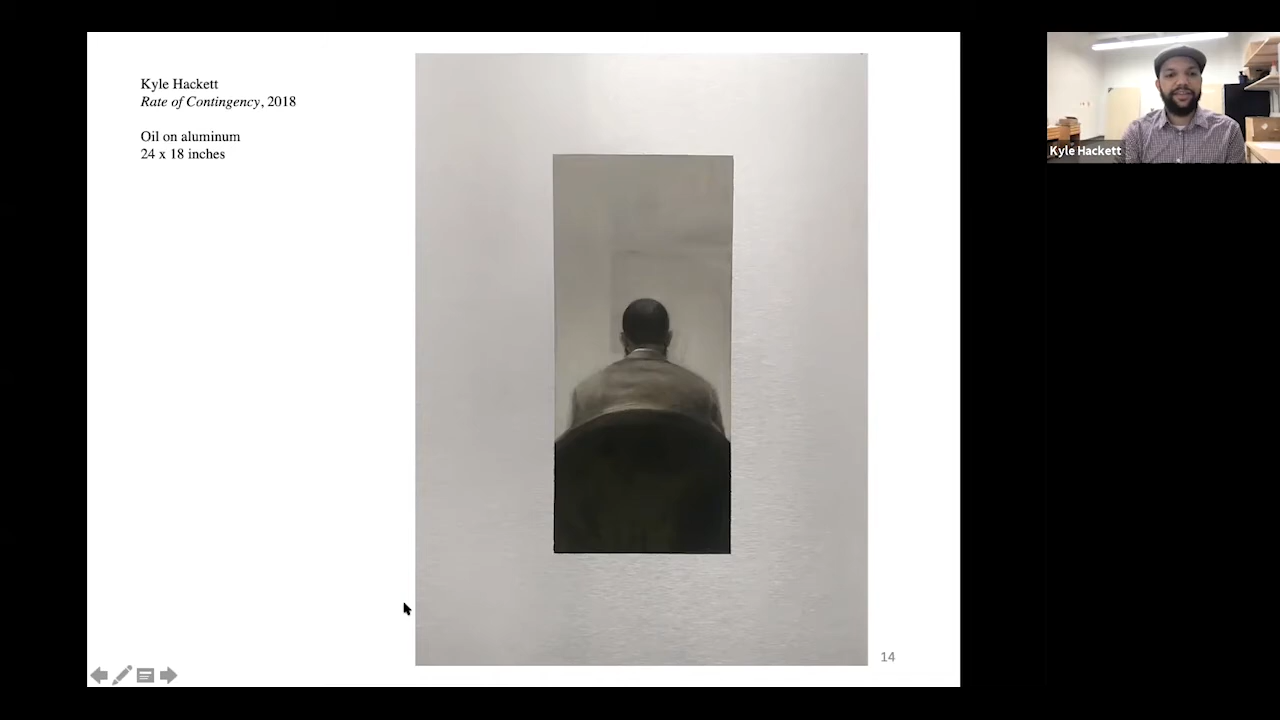 Kyle Hackett
Rate of Contingency, 2018
Oil on aluminum
24 x 18 inches
Kyle Hackett
14